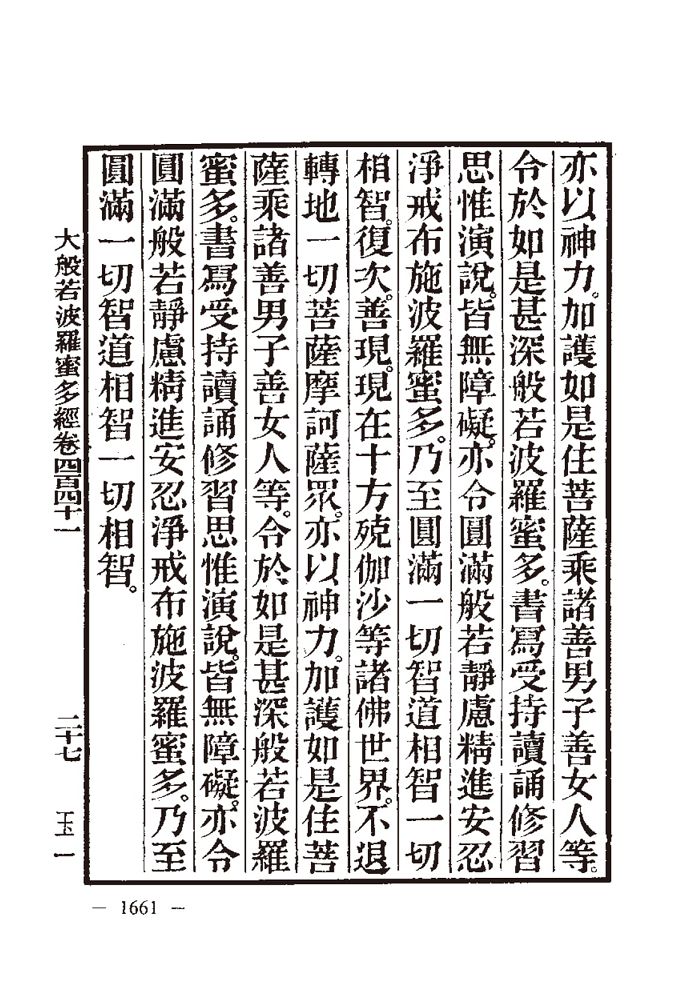 亦以神力。加護如是住菩薩乘諸善男子善女人等。
令於如是甚深般若波羅蜜多。書寫受持讀誦修習
思惟演說。皆無障礙。亦令圓滿般若靜慮精進安忍
淨戒布施波羅蜜多。乃至圓滿一切智道相智一切
相智。復次。善現。現在十方殑伽沙等諸佛世界。不退
轉地一切菩薩摩訶薩眾。亦以神力。加護如是住菩
薩乘諸善男子善女人等。令於如是甚深般若波羅
蜜多。書寫受持讀誦修習思惟演說。皆無障礙。亦令
圓滿般若靜慮精進安忍淨戒布施波羅蜜多。乃至
圓滿一切智道相智一切相智。
大般若波羅蜜多經卷四百四十一 二十七 玉一
— 1661 —